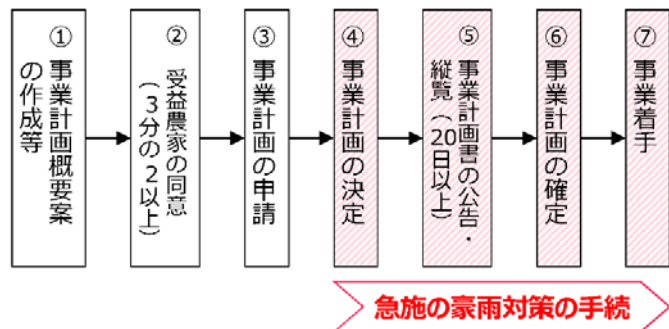 ①
事業計画概要案
の作成等
②
受益農家の同意
（３分の２以上）
③
事業計画の申請
④
事業計画の決定
⑤
事業計画書の公告・
縦覧（20日以上）
⑥
事業計画の確定
⑦
事業着手
急施の豪雨対策の手続